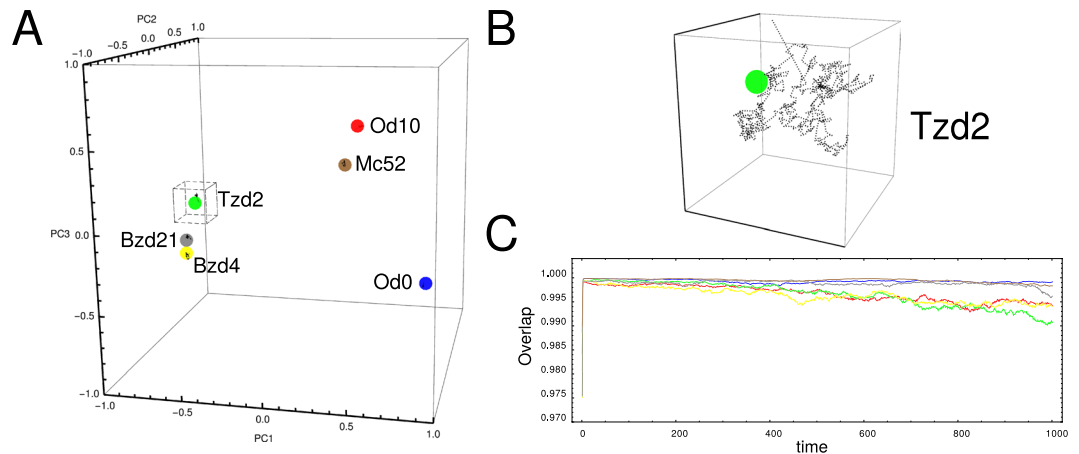 A
PC2
−1.0
−0.5
0.0
0.5
1.0
1.0
0.5
PC3
0.0
−0.5
−1.0
Od10
Mc52
Tzd2
Bzd21
Bzd4
Od0
−1.0
−0.5
0.0
0.5
1.0
PC1
B
Tzd2
C
1.000
0.995
0.990
0.985
0.980
0.975
0.970
Overlap
0
200
400
600
800
1000
time